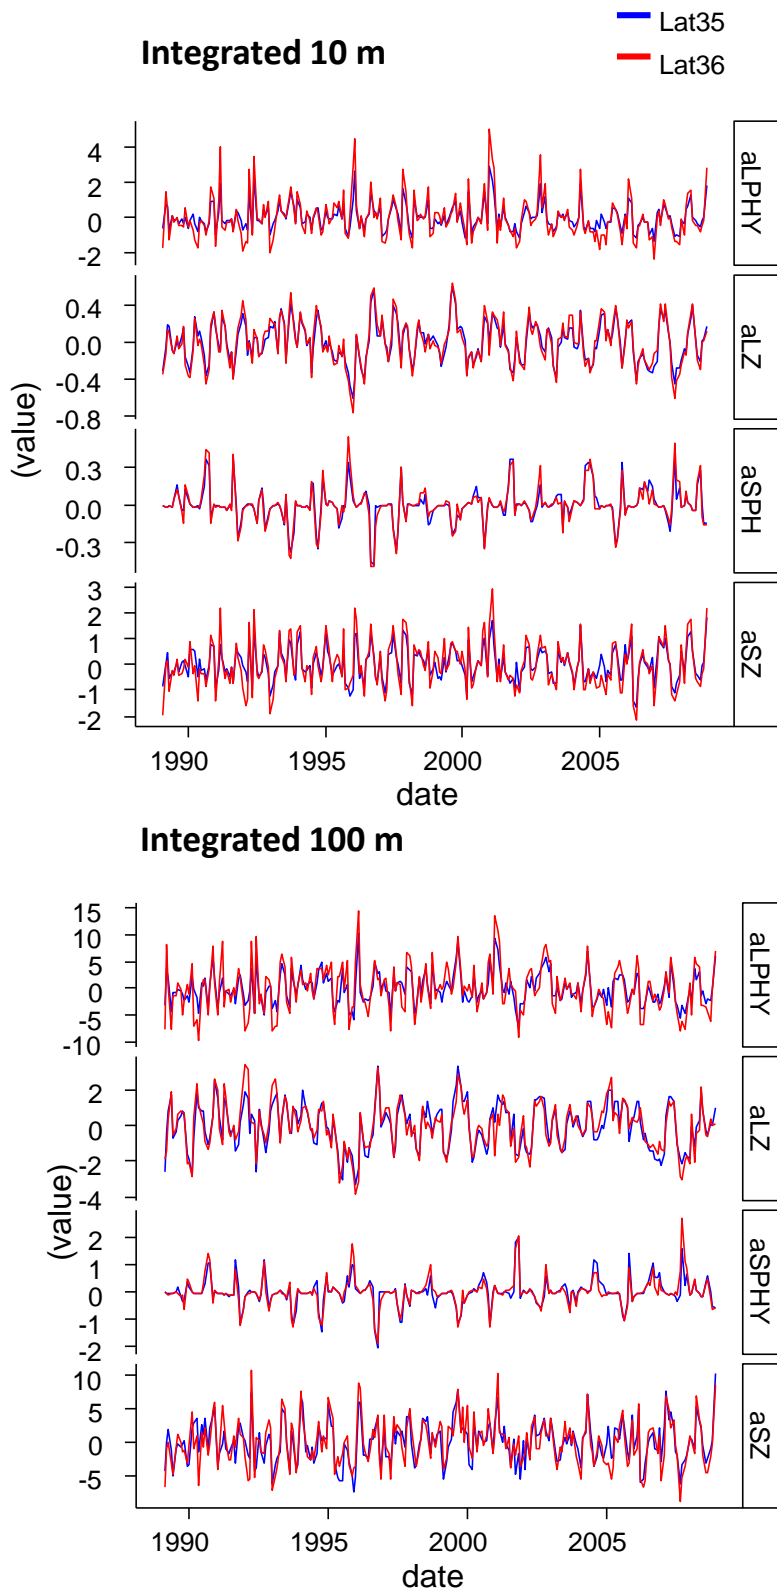 Lat35
Integrated 10 m
Lat36
4
2
0
-2
aLPHY
0.4
0.0
-0.4
-0.8
aLZ
(value)
0.3
0.0
-0.3
aSPH
3
2
1
0
-1
-2
aSZ
1990 1995 2000 2005
date
Integrated 100 m
15
10
5
0
-5
-10
aLPHY
2
0
-2
-4
aLZ
(value)
2
1
0
-1
-2
aSPHY
10
5
0
-5
aSZ
1990 1995 2000 2005
date